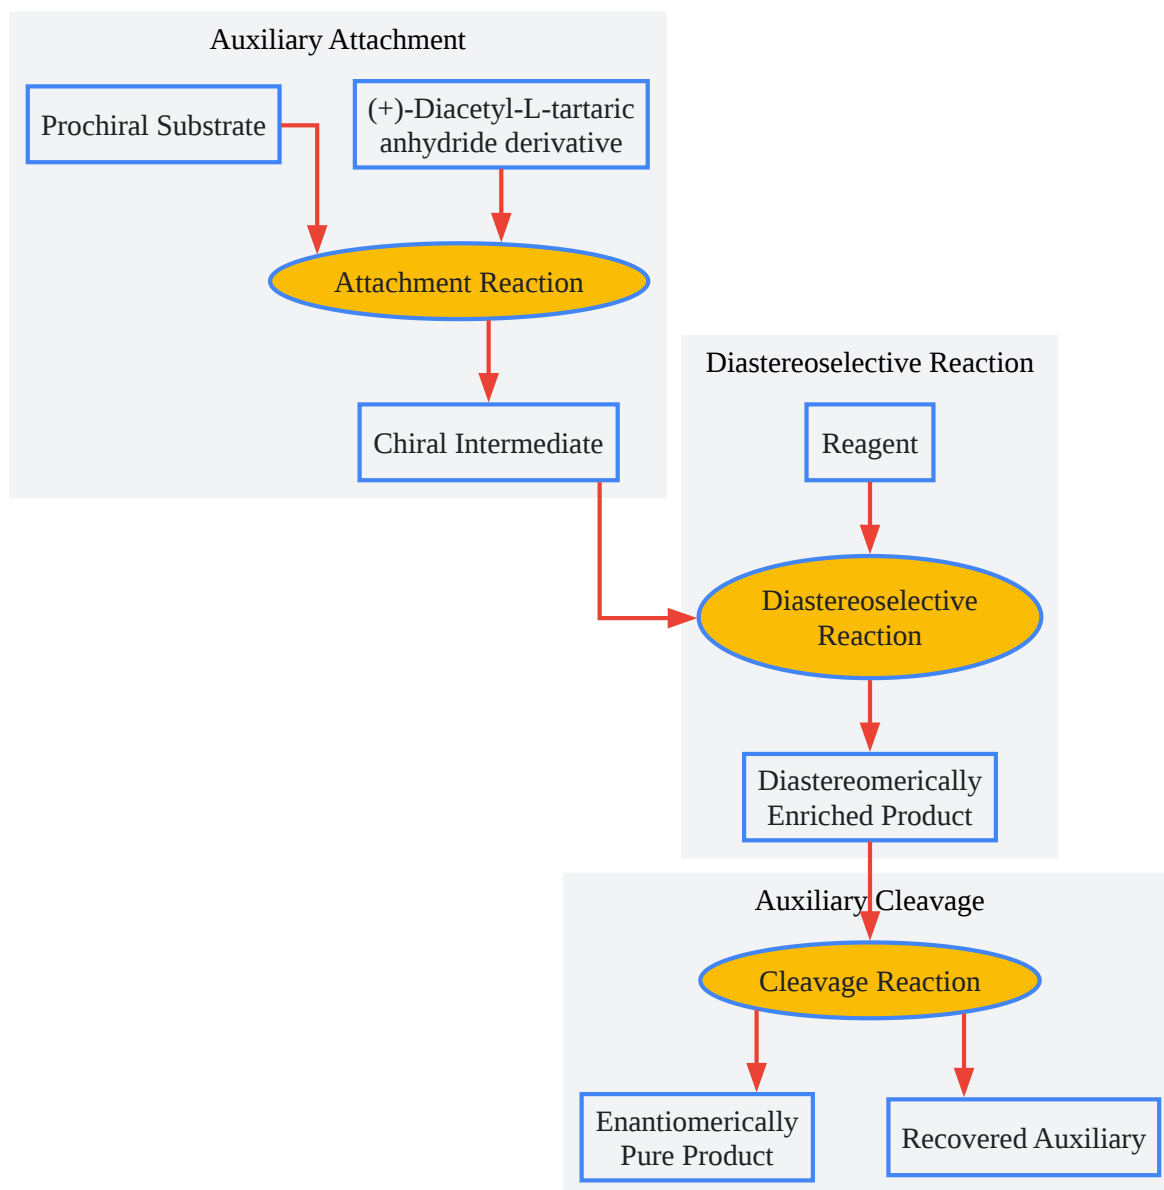 Auxiliary Attachment
Prochiral Substrate
(+)-Diacetyl-L-tartaric
anhydride derivative
Attachment Reaction
Chiral Intermediate
Diastereoselective Reaction
Reagent
Diastereoselective
Reaction
Diastereomerically
Enriched Product
Auxiliary Cleavage
Cleavage Reaction
Enantiomerically
Pure Product
Recovered Auxiliary